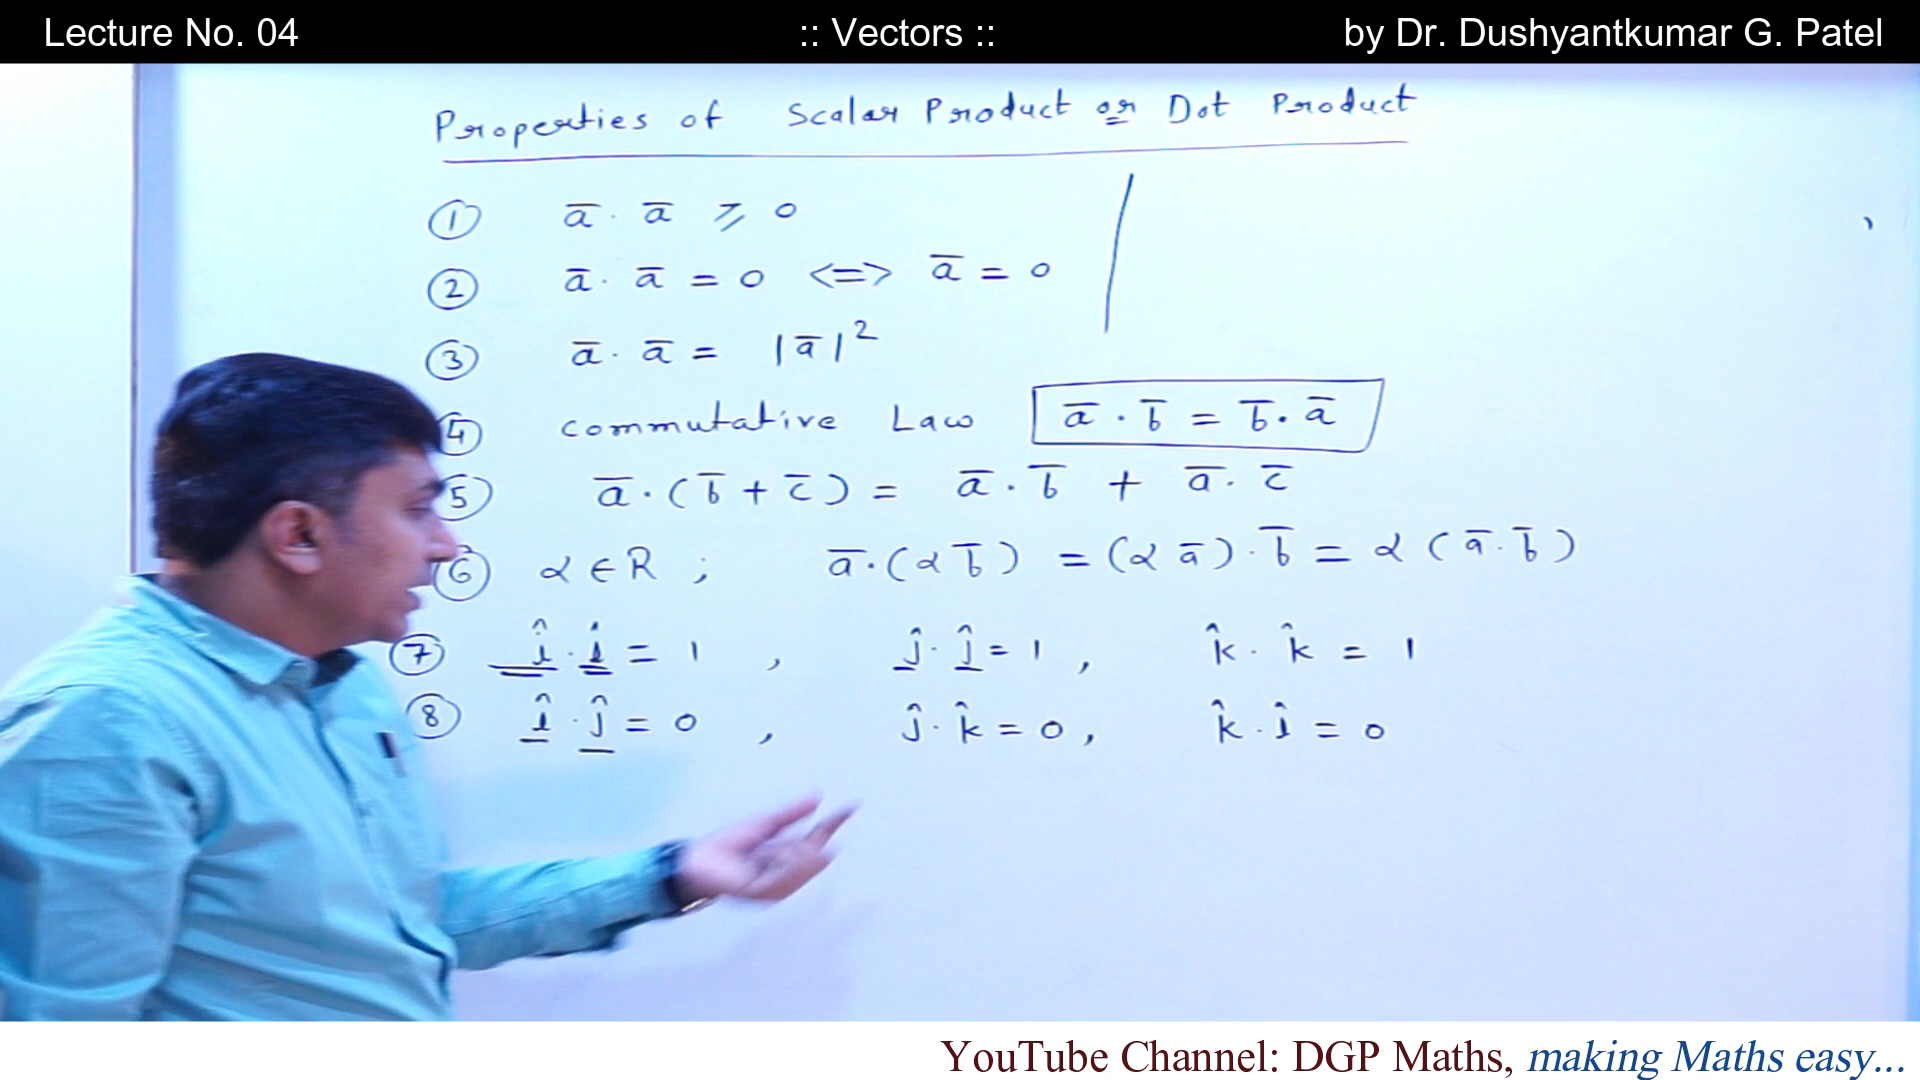 Lecture No. 04 :: Vectors :: by Dr. Dushyantkumar G. Patel
Properties of Scalar Product or Dot Product
① a̅ · a̅ ⩾ 0
② a̅ · a̅ = 0 <=> a̅ = 0
③ a̅ · a̅ = |a̅|²
④ commutative Law a̅ · b̅ = b̅ · a̅
⑤ a̅ · (b̅ + c̅) = a̅ · b̅ + a̅ · c̅
⑥ α ∈ R ; a̅ · (α b̅) = (α a̅) · b̅ = α (a̅ · b̅)
⑦ î · î = 1 , ĵ · ĵ = 1 , k̂ · k̂ = 1
⑧ î · ĵ = 0 , ĵ · k̂ = 0 , k̂ · î = 0
YouTube Channel: DGP Maths, making Maths easy...